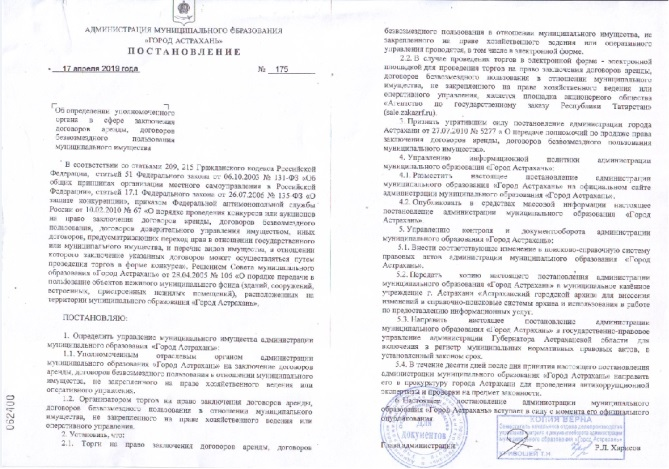 АДМИНИСТРАЦИЯ МУНИЦИПАЛЬНОГО ОБРАЗОВАНИЯ
«ГОРОД АСТРАХАНЬ»
ПОСТАНОВЛЕНИЕ
17 апреля 2019 года № 175
Об определении уполномоченного
органа в сфере заключения
договоров аренды, договоров
безвозмездного пользования
муниципального имущества
В соответствии со статьями 209, 215 Гражданского кодекса Российской
Федерации, статьей 51 Федерального закона от 06.10.2003 № 131-ФЗ «Об
общих принципах организации местного самоуправления в Российской
Федерации», статьей 17.1 Федерального закона от 26.07.2006 № 135-ФЗ «О
защите конкуренции», приказом Федеральной антимонопольной службы
России от 10.02.2010 № 67 «О порядке проведения конкурсов или аукционов
на право заключения договоров аренды, договоров безвозмездного
пользования, договоров доверительного управления имуществом, иных
договоров, предусматривающих переход прав в отношении государственного
или муниципального имущества, и перечне видов имущества, в отношении
которого заключение указанных договоров может осуществляться путем
проведения торгов в форме конкурса», Решением Совета муниципального
образования «Город Астрахань» от 28.04.2005 № 106 «О порядке передачи в
пользование объектов нежилого муниципального фонда (зданий, сооружений,
встроенных, пристроенных нежилых помещений), расположенных на
территории муниципального образования «Город Астрахань»,
ПОСТАНОВЛЯЮ:
1. Определить управление муниципального имущества администрации
муниципального образования «Город Астрахань»:
1.1. Уполномоченным отраслевым органом администрации
муниципального образования «Город Астрахань» на заключение договоров
аренды, договоров безвозмездного пользования в отношении муниципального
имущества, не закрепленного на праве хозяйственного ведения или
оперативного управления.
1.2. Организатором торгов на право заключения договоров аренды,
договоров безвозмездного пользования в отношении муниципального
имущества, не закрепленного на праве хозяйственного ведения или
оперативного управления.
2. Установить, что:
2.1. Торги на право заключения договоров аренды, договоров
062400
безвозмездного пользования в отношении муниципального имущества, не
закрепленного на праве хозяйственного ведения или оперативного
управления проводятся, в том числе в электронной форме.
2.2. В случае проведения торгов в электронной форме - электронной
площадкой для проведения торгов на право заключения договоров аренды,
договоров безвозмездного пользования в отношении муниципального
имущества, не закрепленного на праве хозяйственного ведения или
оперативного управления, является площадка акционерного общества
«Агентство по государственному заказу Республики Татарстан»
(sale.zakazrf.ru).
3. Признать утратившим силу постановление администрации города
Астрахани от 27.07.2010 № 5277 «О передаче полномочий по продаже права
заключения договоров аренды, договоров безвозмездного пользования
муниципального имущества».
4. Управлению информационной политики администрации
муниципального образования «Город Астрахань»:
4.1. Разместить настоящее постановление администрации
муниципального образования «Город Астрахань» на официальном сайте
администрации муниципального образования «Город Астрахань».
4.2. Опубликовать в средствах массовой информации настоящее
постановление администрации муниципального образования «Город
Астрахань».
5. Управлению контроля и документооборота администрации
муниципального образования «Город Астрахань»:
5.1. Внести соответствующее изменение в поисково-справочную систему
правовых актов администрации муниципального образования «Город
Астрахань».
5.2. Передать копию настоящего постановления администрации
муниципального образования «Город Астрахань» в муниципальное казённое
учреждение г. Астрахани «Астраханский городской архив» для внесения
изменений в справочно-поисковые системы архива и использования в работе
по предоставлению информационных услуг.
5.3. Направить настоящее постановление администрации
муниципального образования «Город Астрахань» в государственно-правовое
управление администрации Губернатора Астраханской области для
включения в регистр муниципальных нормативных правовых актов, в
установленный законом срок.
5.4. В течение десяти дней после дня принятия настоящего постановления
администрации муниципального образования «Город Астрахань» направить
его в прокуратуру города Астрахани для проведения антикоррупционной
экспертизы и проверки на предмет законности.
6. Настоящее постановление администрации муниципального
образования «Город Астрахань» вступает в силу с момента его официального
опубликования.
Глава администрации Р.Л. Харисов
ДЛЯ
ДОКУМЕНТОВ
КОПИЯ ВЕРНА